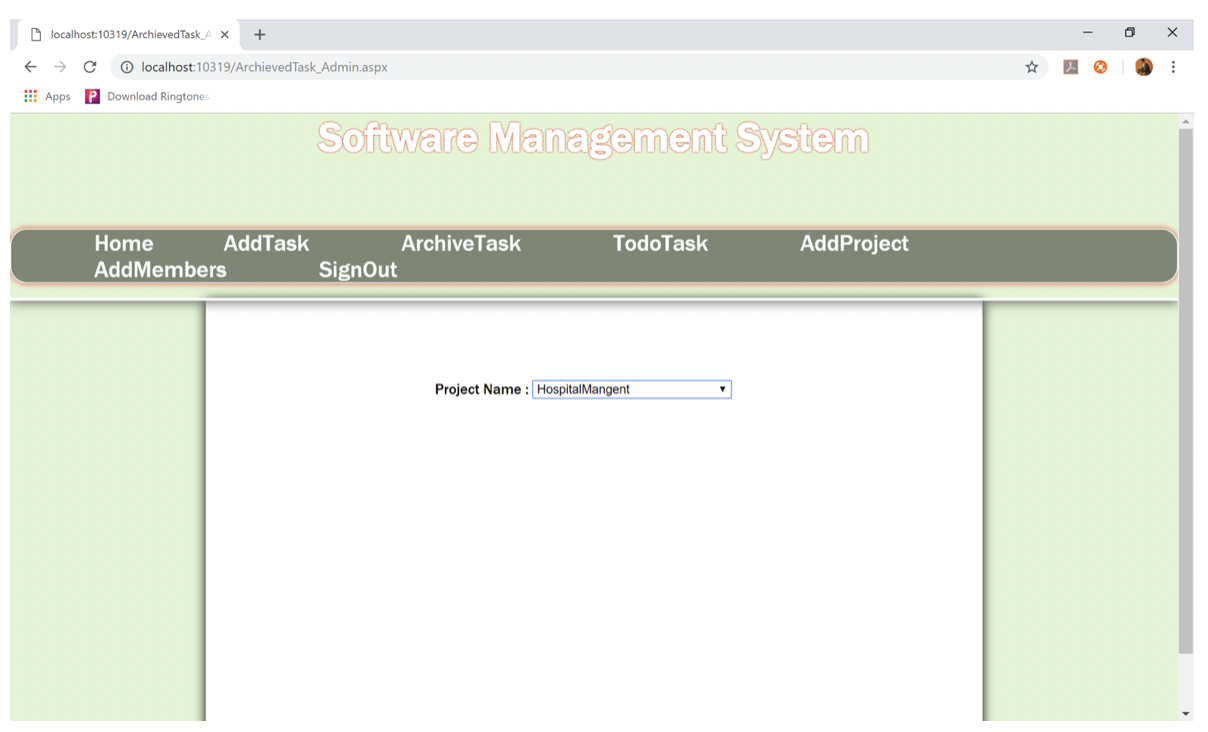 localhost:10319/ArchievedTask_A
localhost:10319/ArchievedTask_Admin.aspx
Apps Download Ringtones
Software Management System
Home AddTask ArchiveTask TodoTask AddProject
AddMembers SignOut
Project Name : HospitalMangent